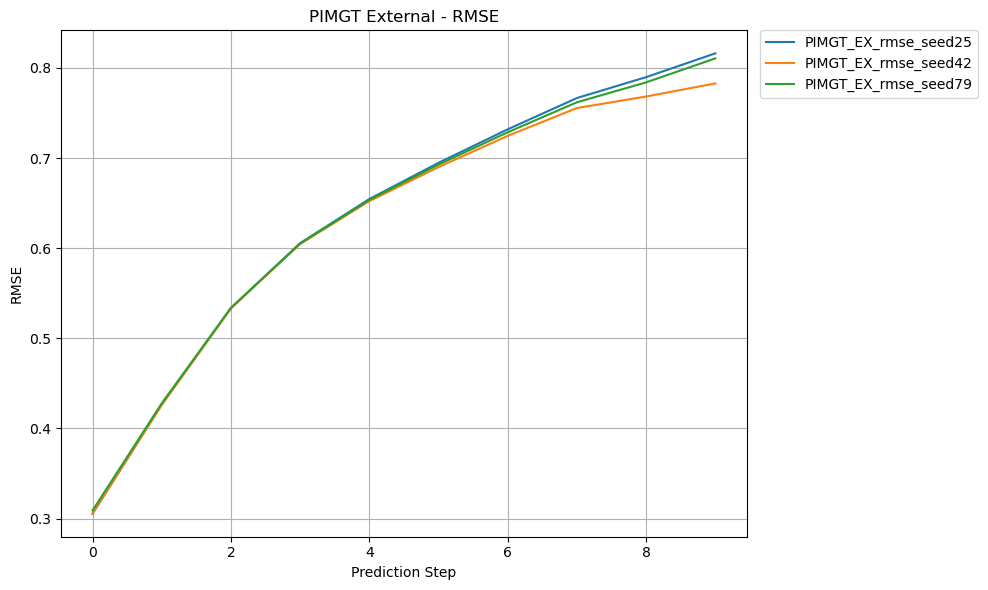 PIMGT External - RMSE
PIMGT_EX_rmse_seed25
PIMGT_EX_rmse_seed42
PIMGT_EX_rmse_seed79
0.8
0.7
0.6
0.5
0.4
0.3
RMSE
0 2 4 6 8
Prediction Step